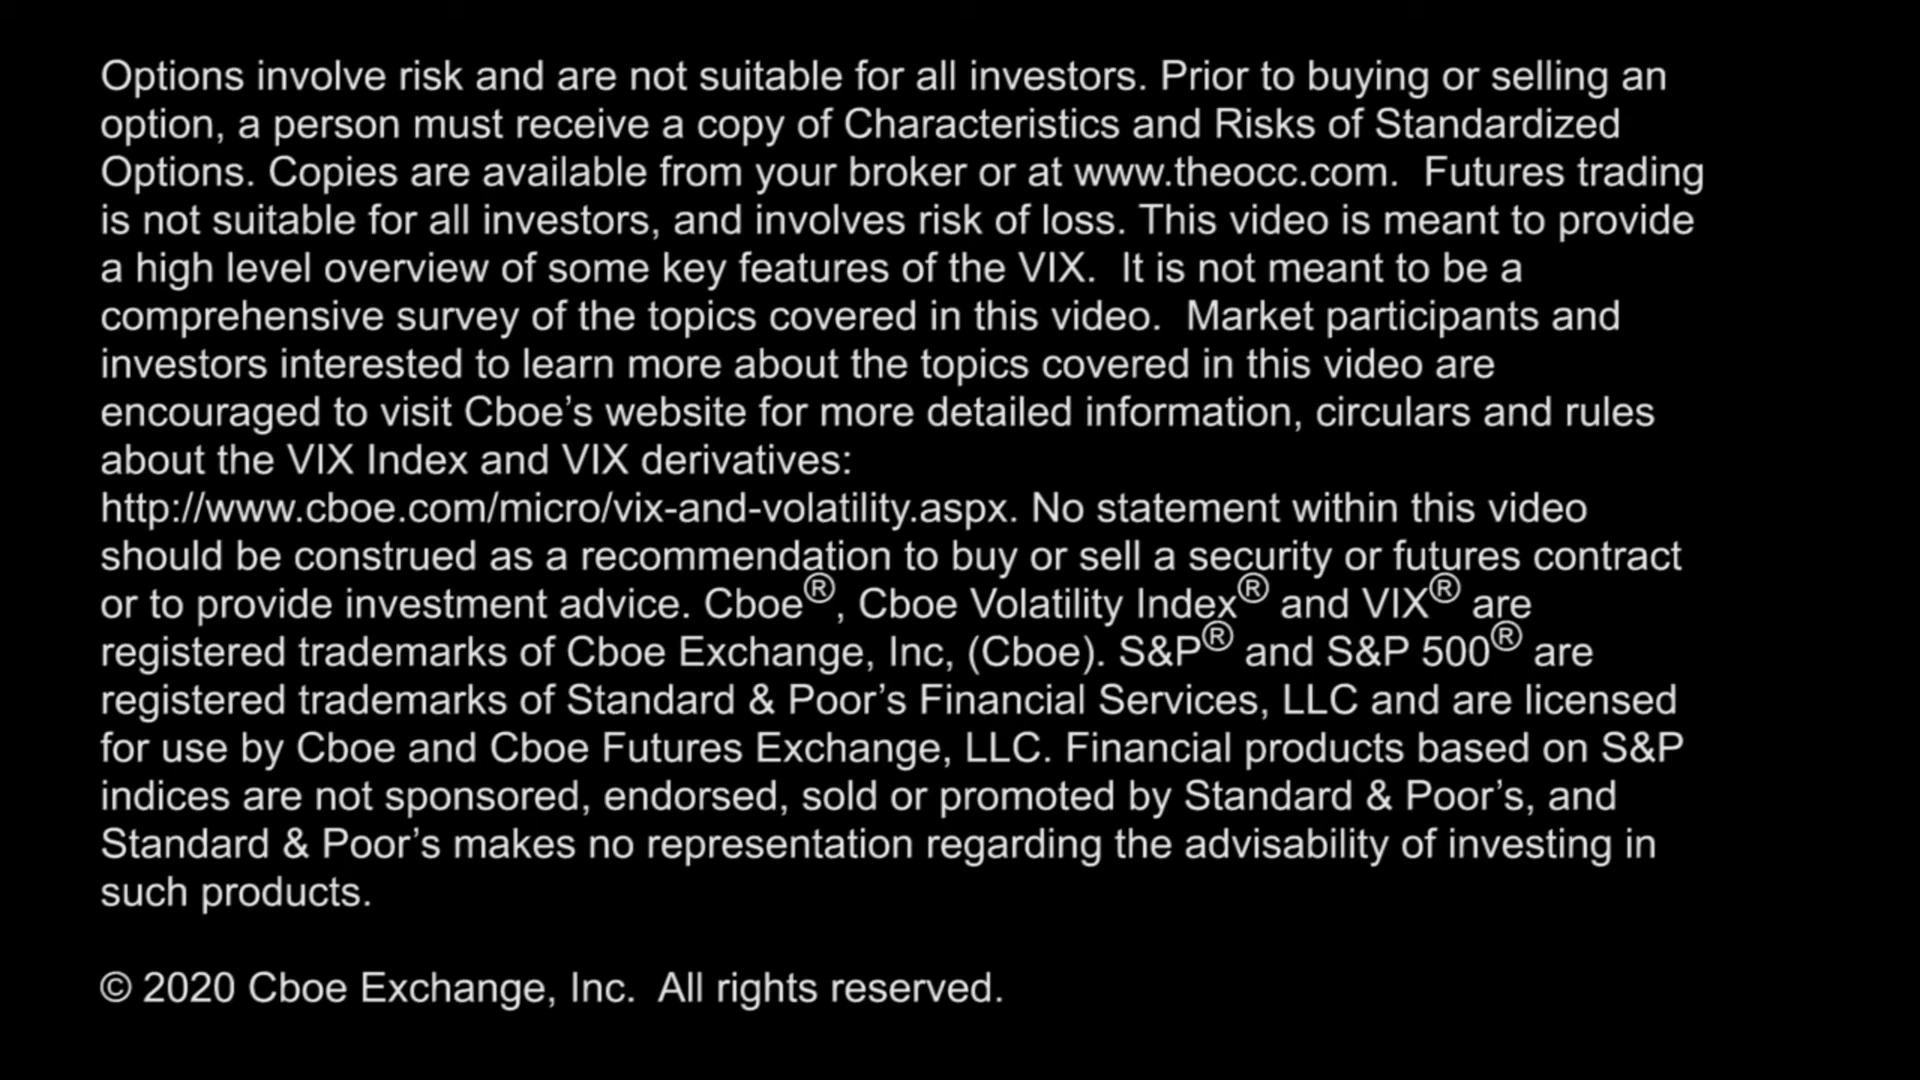 Options involve risk and are not suitable for all investors. Prior to buying or selling an
option, a person must receive a copy of Characteristics and Risks of Standardized
Options. Copies are available from your broker or at www.theocc.com.  Futures trading
is not suitable for all investors, and involves risk of loss. This video is meant to provide
a high level overview of some key features of the VIX.  It is not meant to be a
comprehensive survey of the topics covered in this video.  Market participants and
investors interested to learn more about the topics covered in this video are
encouraged to visit Cboe’s website for more detailed information, circulars and rules
about the VIX Index and VIX derivatives:
http://www.cboe.com/micro/vix-and-volatility.aspx. No statement within this video
should be construed as a recommendation to buy or sell a security or futures contract
or to provide investment advice. Cboe®, Cboe Volatility Index® and VIX® are
registered trademarks of Cboe Exchange, Inc, (Cboe). S&P® and S&P 500® are
registered trademarks of Standard & Poor’s Financial Services, LLC and are licensed
for use by Cboe and Cboe Futures Exchange, LLC. Financial products based on S&P
indices are not sponsored, endorsed, sold or promoted by Standard & Poor’s, and
Standard & Poor’s makes no representation regarding the advisability of investing in
such products.
© 2020 Cboe Exchange, Inc.  All rights reserved.